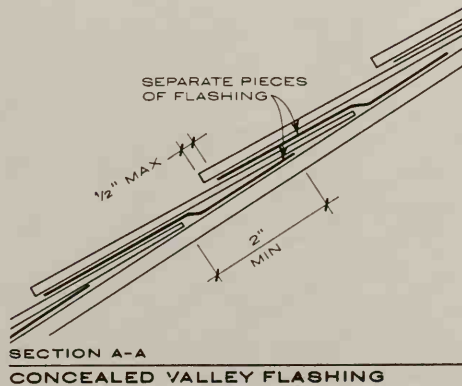 SEPARATE PIECES
OF FLASHING
1/2" MAX
2"
MIN
SECTION A-A
CONCEALED VALLEY FLASHING